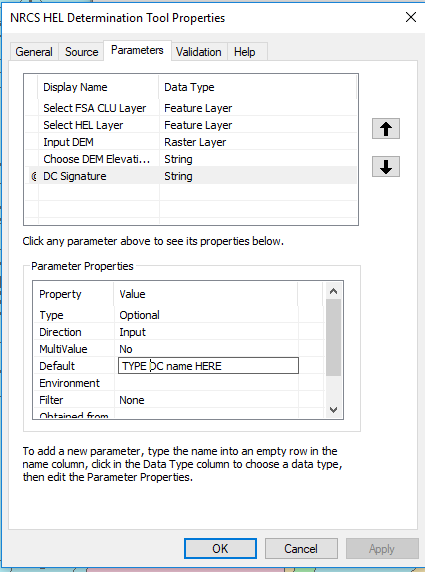 NRCS HEL Determination Tool Properties
General Source Parameters Validation Help
Display Name Data Type
Select FSA CLU Layer Feature Layer
Select HEL Layer Feature Layer
Input DEM Raster Layer
Choose DEM Elevati... String
DC Signature String
Click any parameter above to see its properties below.
Parameter Properties
Property Value
Type Optional
Direction Input
MultiValue No
Default TYPE DC name HERE
Environment
Filter None
Obtained from
To add a new parameter, type the name into an empty row in the
name column, click in the Data Type column to choose a data type,
then edit the Parameter Properties.
OK Cancel Apply